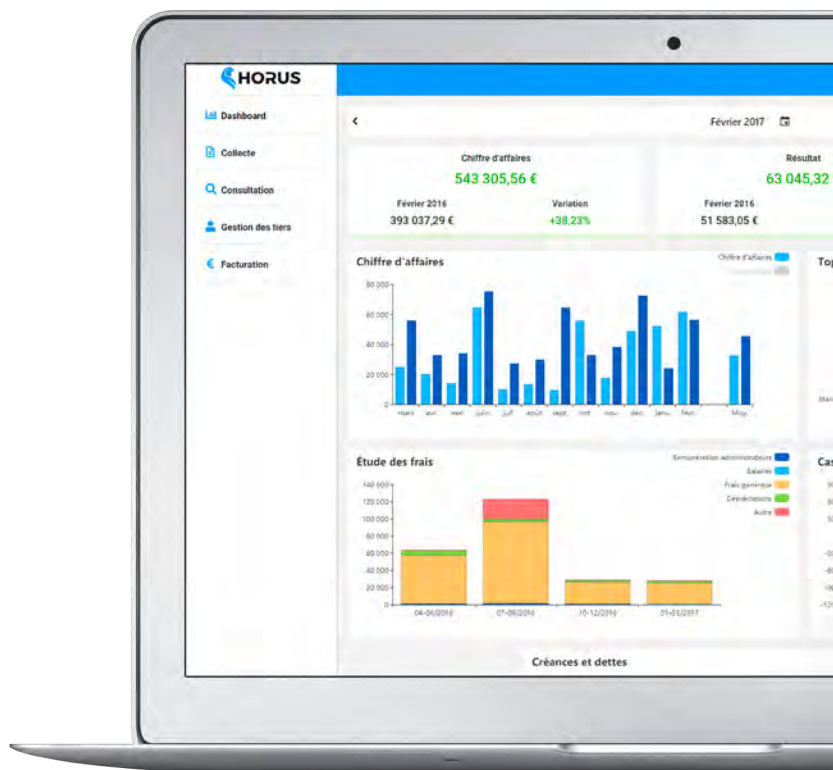 HORUS
Dashboard
Collecte
Consultation
Gestion des tiers
Facturation
Février 2017
Chiffre d'affaires
543 305,56 €
Février 2016
393 037,29 €
Variation
+38,23%
Résultat
63 045,32
Février 2016
51 583,05 €
Chiffre d'affaires
Chiffre d'affaires
80 000
60 000
40 000
20 000
0
mars avr. mai juin juil. août sept. oct. nov. déc. janv. févr. Moy.
Top
Étude des frais
Rémunération administrateurs
Salaires
Frais généraux
Dépréciations
Autre
140 000
120 000
100 000
80 000
60 000
40 000
20 000
0
04-06/2016 07-09/2016 10-12/2016 01-03/2017
Cas
Créances et dettes